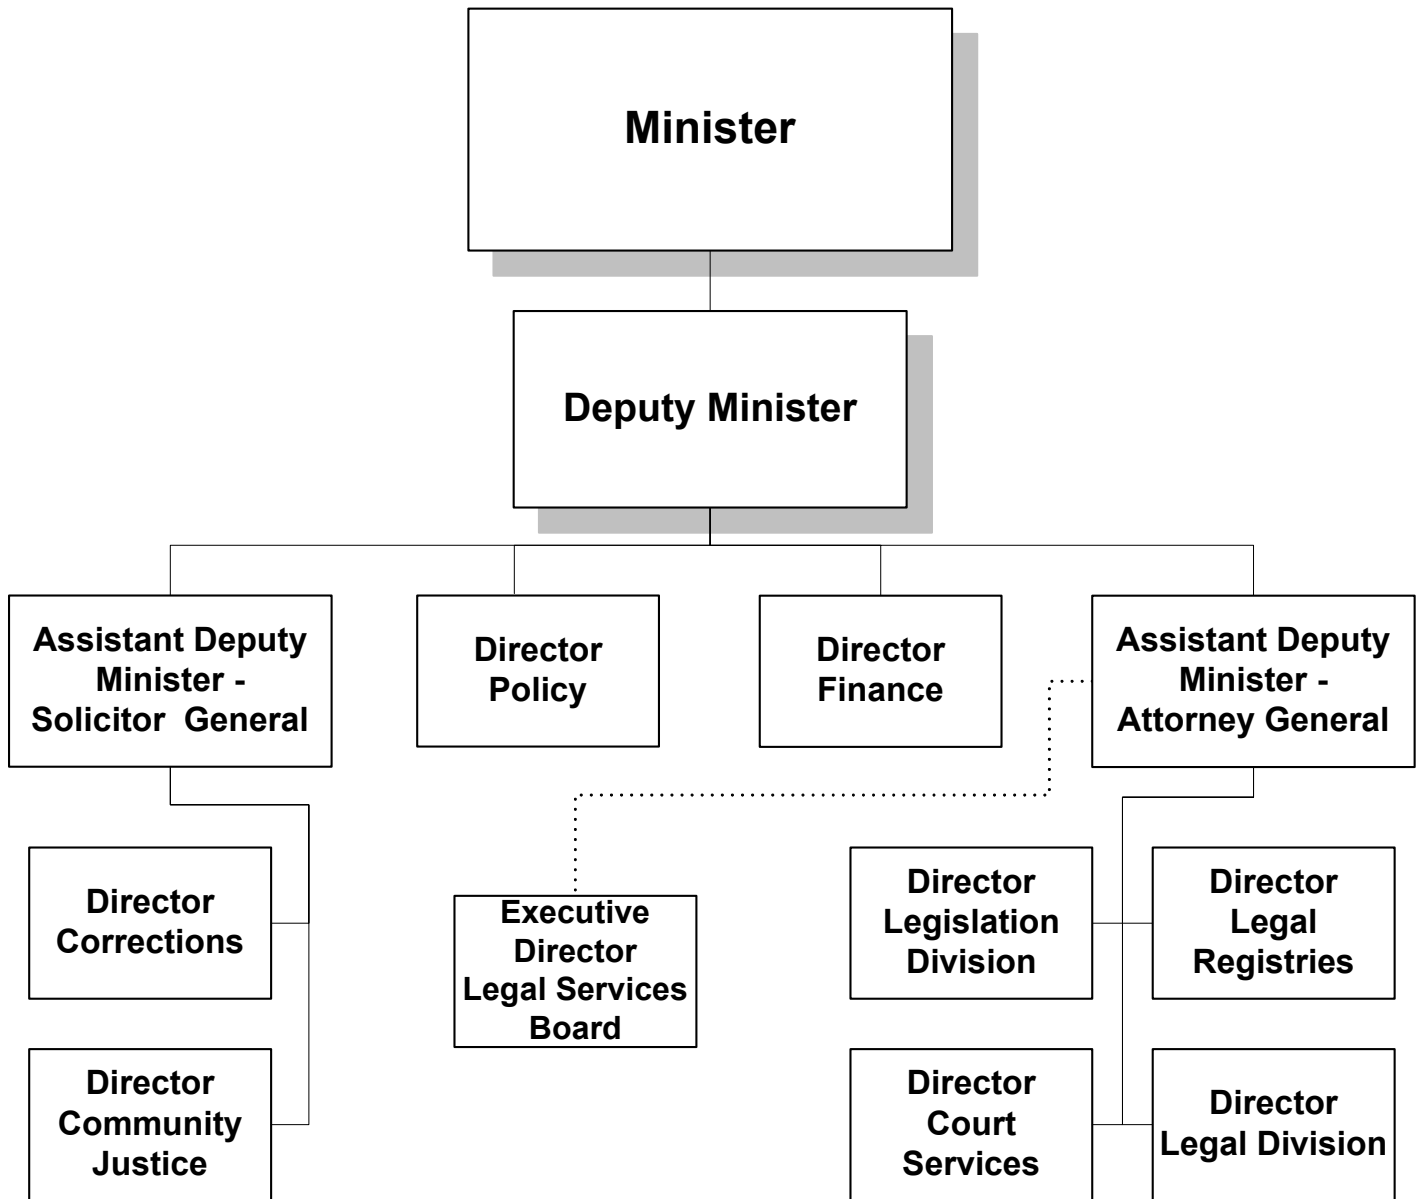 Minister
Deputy Minister
Assistant Deputy
Minister -
Solicitor General
Director
Policy
Director
Finance
Assistant Deputy
Minister -
Attorney General
Director
Corrections
Executive
Director
Legal Services
Board
Director
Legislation
Division
Director
Legal
Registries
Director
Community
Justice
Director
Court
Services
Director
Legal Division